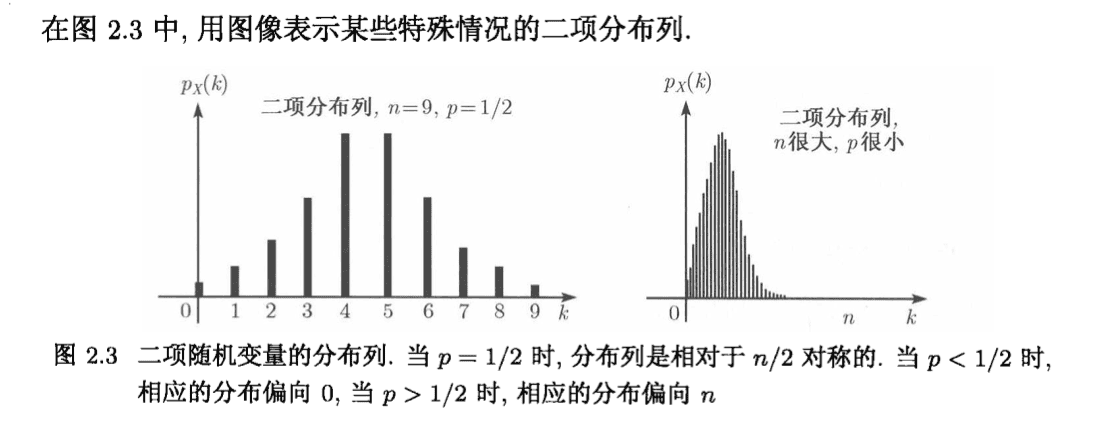 在图 2.3 中, 用图像表示某些特殊情况的二项分布列.
p_X(k)
二项分布列, n=9, p=1/2
0 1 2 3 4 5 6 7 8 9 k
p_X(k)
二项分布列,
n很大, p很小
0 n k
图 2.3 二项随机变量的分布列. 当 p = 1/2 时, 分布列是相对于 n/2 对称的. 当 p < 1/2 时,
相应的分布偏向 0, 当 p > 1/2 时, 相应的分布偏向 n